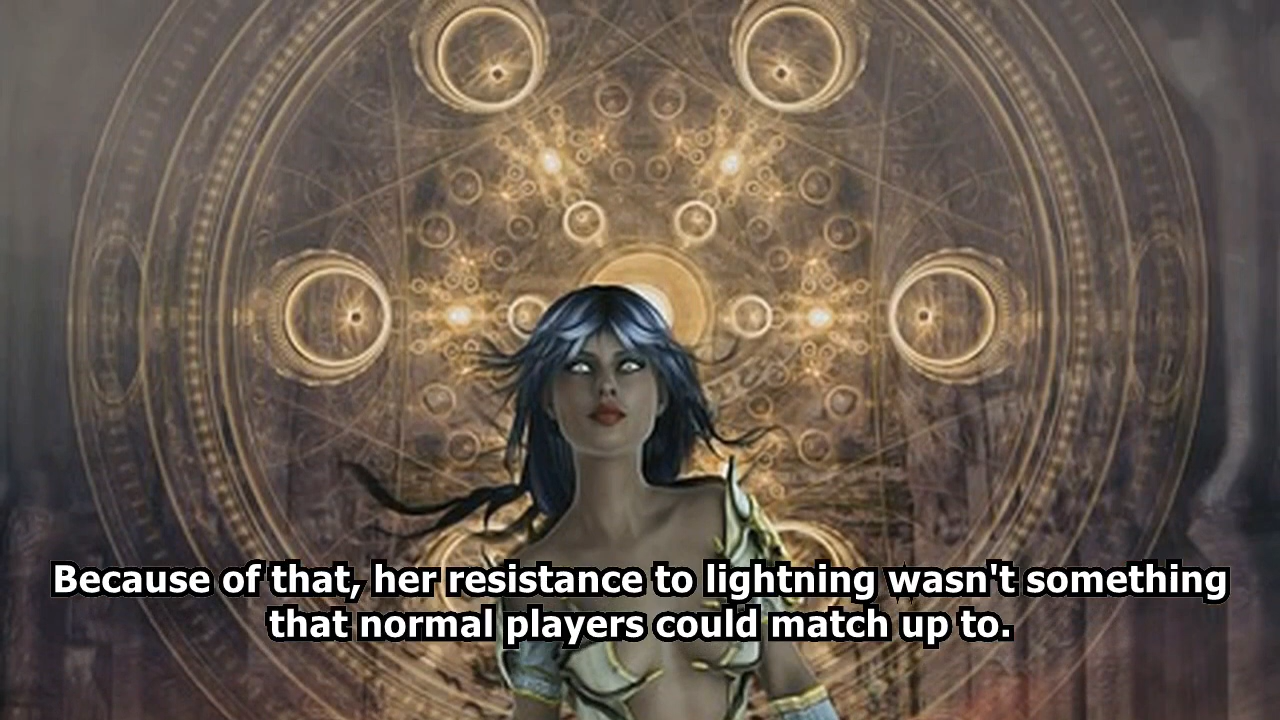 Because of that, her resistance to lightning wasn't something
that normal players could match up to.